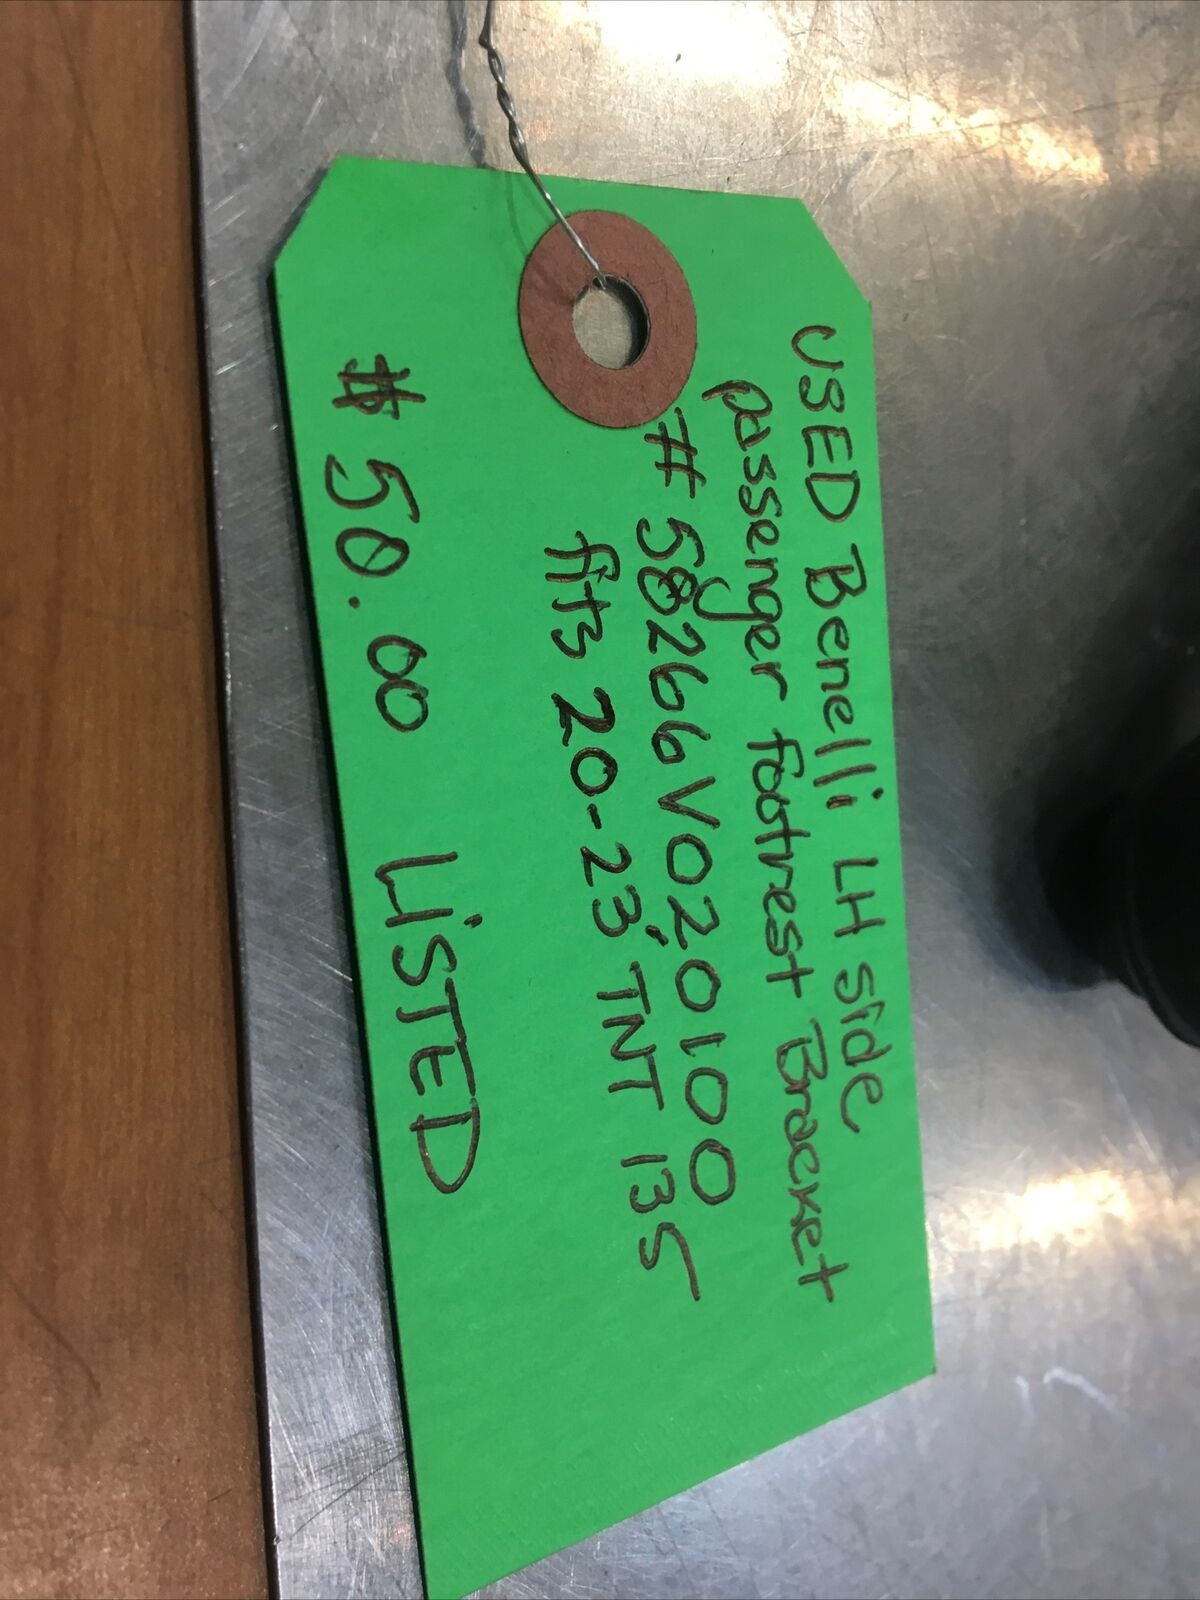 USED Benelli LH side
passenger footrest Bracket
#58266V020100
fits 20-23' TNT 135
$50.00 LiSTED